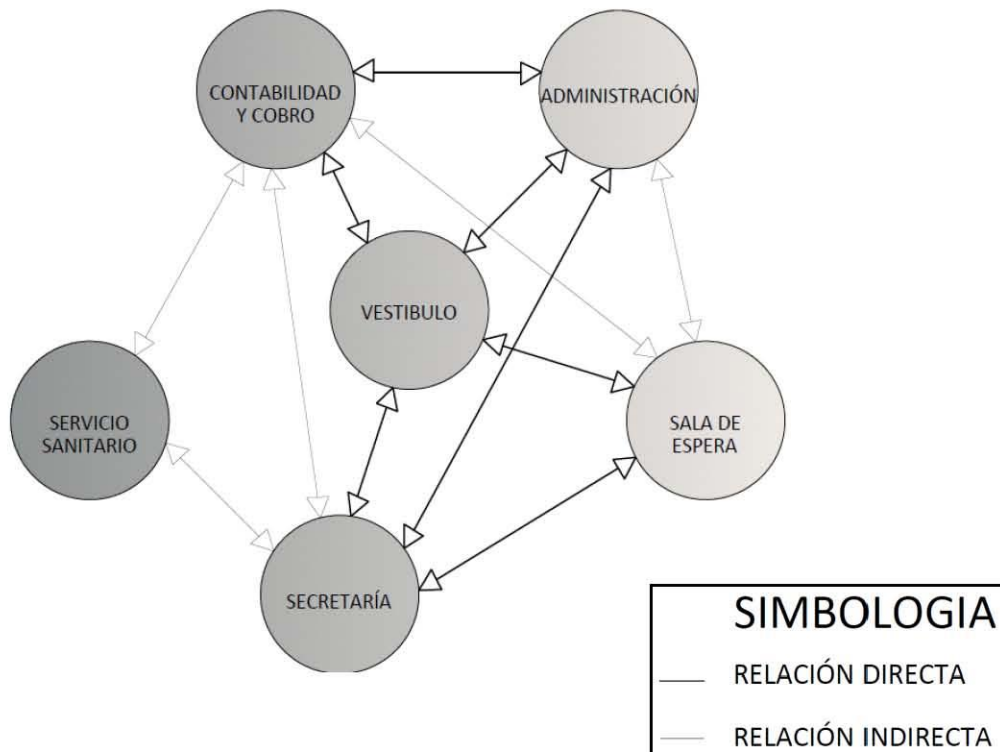 CONTABILIDAD
Y COBRO
ADMINISTRACIÓN
VESTIBULO
SERVICIO
SANITARIO
SALA DE
ESPERA
SECRETARÍA
SIMBOLOGIA
RELACIÓN DIRECTA
RELACIÓN INDIRECTA